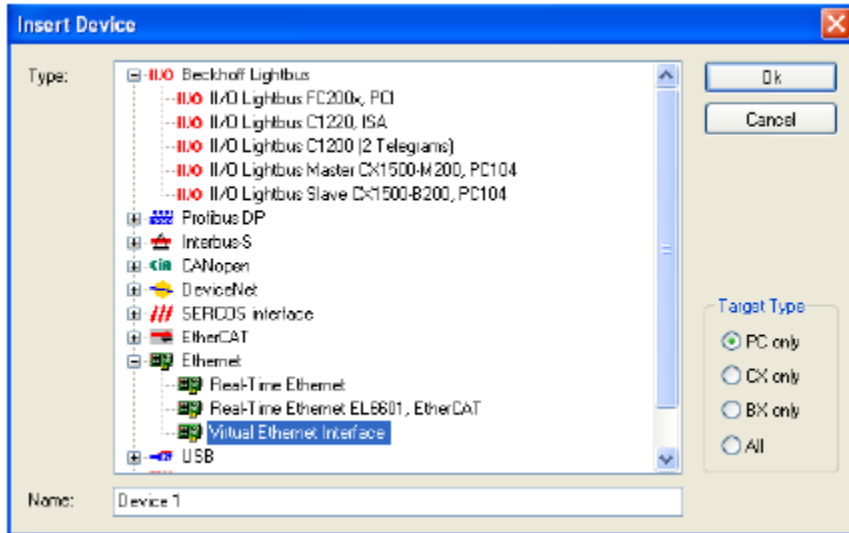 Insert Device
Type:
II/O Beckhoff Lightbus
II/O II/O Lightbus FC200x, PCI
II/O II/O Lightbus C1220, ISA
II/O II/O Lightbus C1200 (2 Telegrams)
II/O II/O Lightbus Master CX1500-M200, PC104
II/O II/O Lightbus Slave CX1500-B200, PC104
Profibus DP
Interbus-S
CiA CANopen
DeviceNet
SERCOS interface
EtherCAT
Ethernet
Real-Time Ethernet
Real-Time Ethernet EL6601, EtherCAT
Virtual Ethernet Interface
USB
Ok
Cancel
Target Type
PC only
CX only
BX only
All
Name:
Device 1